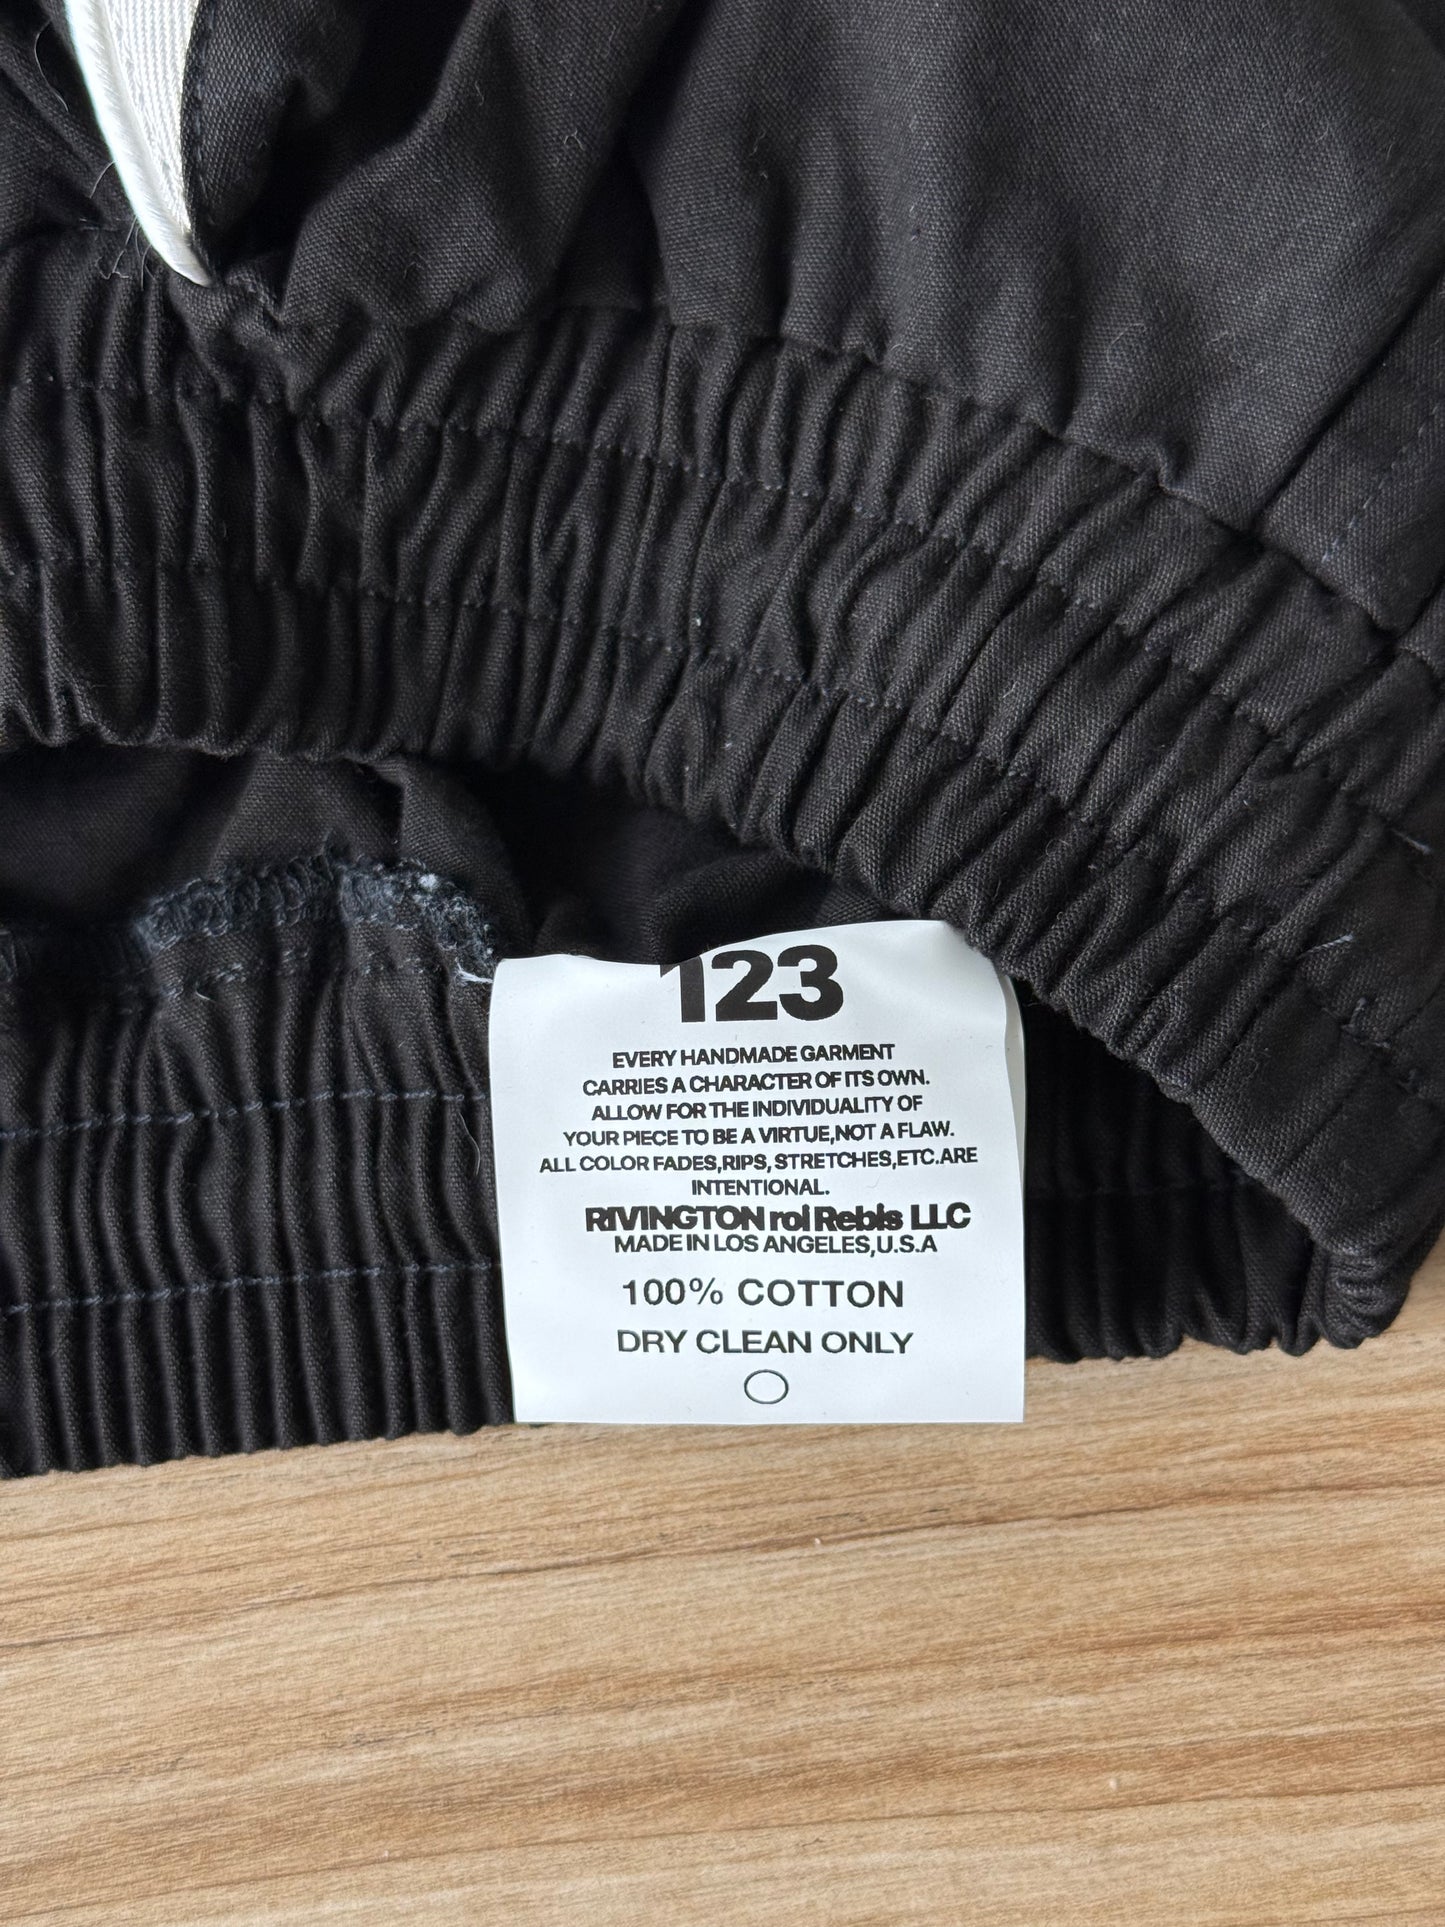 123
EVERY HANDMADE GARMENT
CARRIES A CHARACTER OF ITS OWN.
ALLOW FOR THE INDIVIDUALITY OF
YOUR PIECE TO BE A VIRTUE,NOT A FLAW.
ALL COLOR FADES,RIPS, STRETCHES,ETC.ARE
INTENTIONAL.
RIVINGTON roi Rebis LLC
MADE IN LOS ANGELES,U.S.A
100% COTTON
DRY CLEAN ONLY